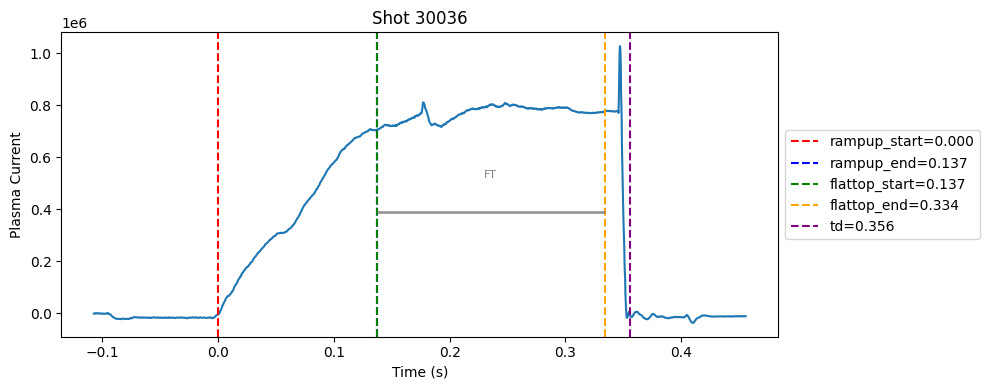 Shot 30036
1e6
1.0
0.8
0.6
0.4
0.2
0.0
Plasma Current
FT
−0.1
0.0
0.1
0.2
0.3
0.4
Time (s)
rampup_start=0.000
rampup_end=0.137
flattop_start=0.137
flattop_end=0.334
td=0.356